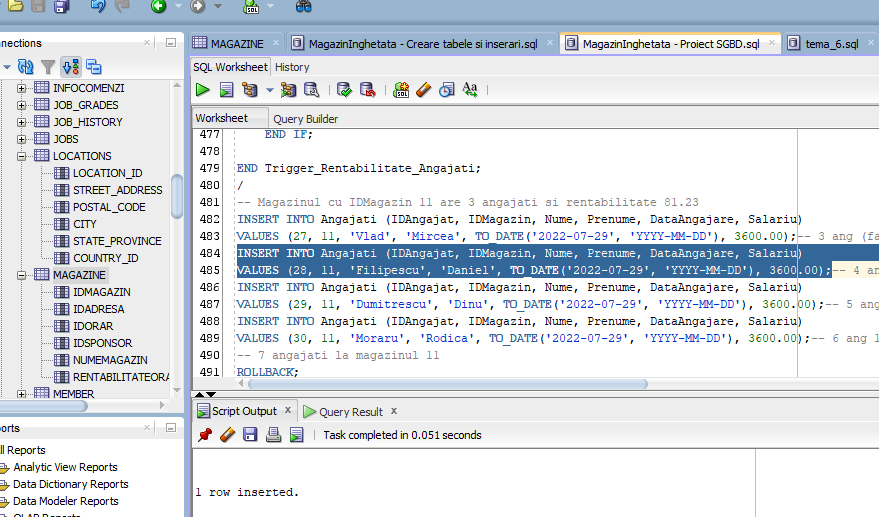 SQL
nnections
MAGAZINE
MagazinInghetata - Creare tabele si inserari.sql
MagazinInghetata - Proiect SGBD.sql
tema_6.sql
SQL Worksheet
History
SQL
Aa
Worksheet
Query Builder
INFOCOMENZI
JOB_GRADES
JOB_HISTORY
JOBS
LOCATIONS
LOCATION_ID
STREET_ADDRESS
POSTAL_CODE
CITY
STATE_PROVINCE
COUNTRY_ID
MAGAZINE
IDMAGAZIN
IDADRESA
IDORAR
IDSPONSOR
NUMEMAGAZIN
RENTABILITATEORA
MEMBER
477 END IF;
478
479 END Trigger_Rentabilitate_Angajati;
480 /
481 -- Magazinul cu IDMagazin 11 are 3 angajati si rentabilitate 81.23
482 INSERT INTO Angajati (IDAngajat, IDMagazin, Nume, Prenume, DataAngajare, Salariu)
483 VALUES (27, 11, 'Vlad', 'Mircea', TO_DATE('2022-07-29', 'YYYY-MM-DD'), 3600.00);-- 3 ang (fa
484 INSERT INTO Angajati (IDAngajat, IDMagazin, Nume, Prenume, DataAngajare, Salariu)
485 VALUES (28, 11, 'Filipescu', 'Daniel', TO_DATE('2022-07-29', 'YYYY-MM-DD'), 3600.00);-- 4 an
486 INSERT INTO Angajati (IDAngajat, IDMagazin, Nume, Prenume, DataAngajare, Salariu)
487 VALUES (29, 11, 'Dumitrescu', 'Dinu', TO_DATE('2022-07-29', 'YYYY-MM-DD'), 3600.00);-- 5 ang
488 INSERT INTO Angajati (IDAngajat, IDMagazin, Nume, Prenume, DataAngajare, Salariu)
489 VALUES (30, 11, 'Moraru', 'Rodica', TO_DATE('2022-07-29', 'YYYY-MM-DD'), 3600.00);-- 6 ang l
490 -- 7 angajati la magazinul 11
491 ROLLBACK;
Script Output
Query Result
Task completed in 0.051 seconds
1 row inserted.
ports
ll Reports
Analytic View Reports
Data Dictionary Reports
Data Modeler Reports
OLAP Reports